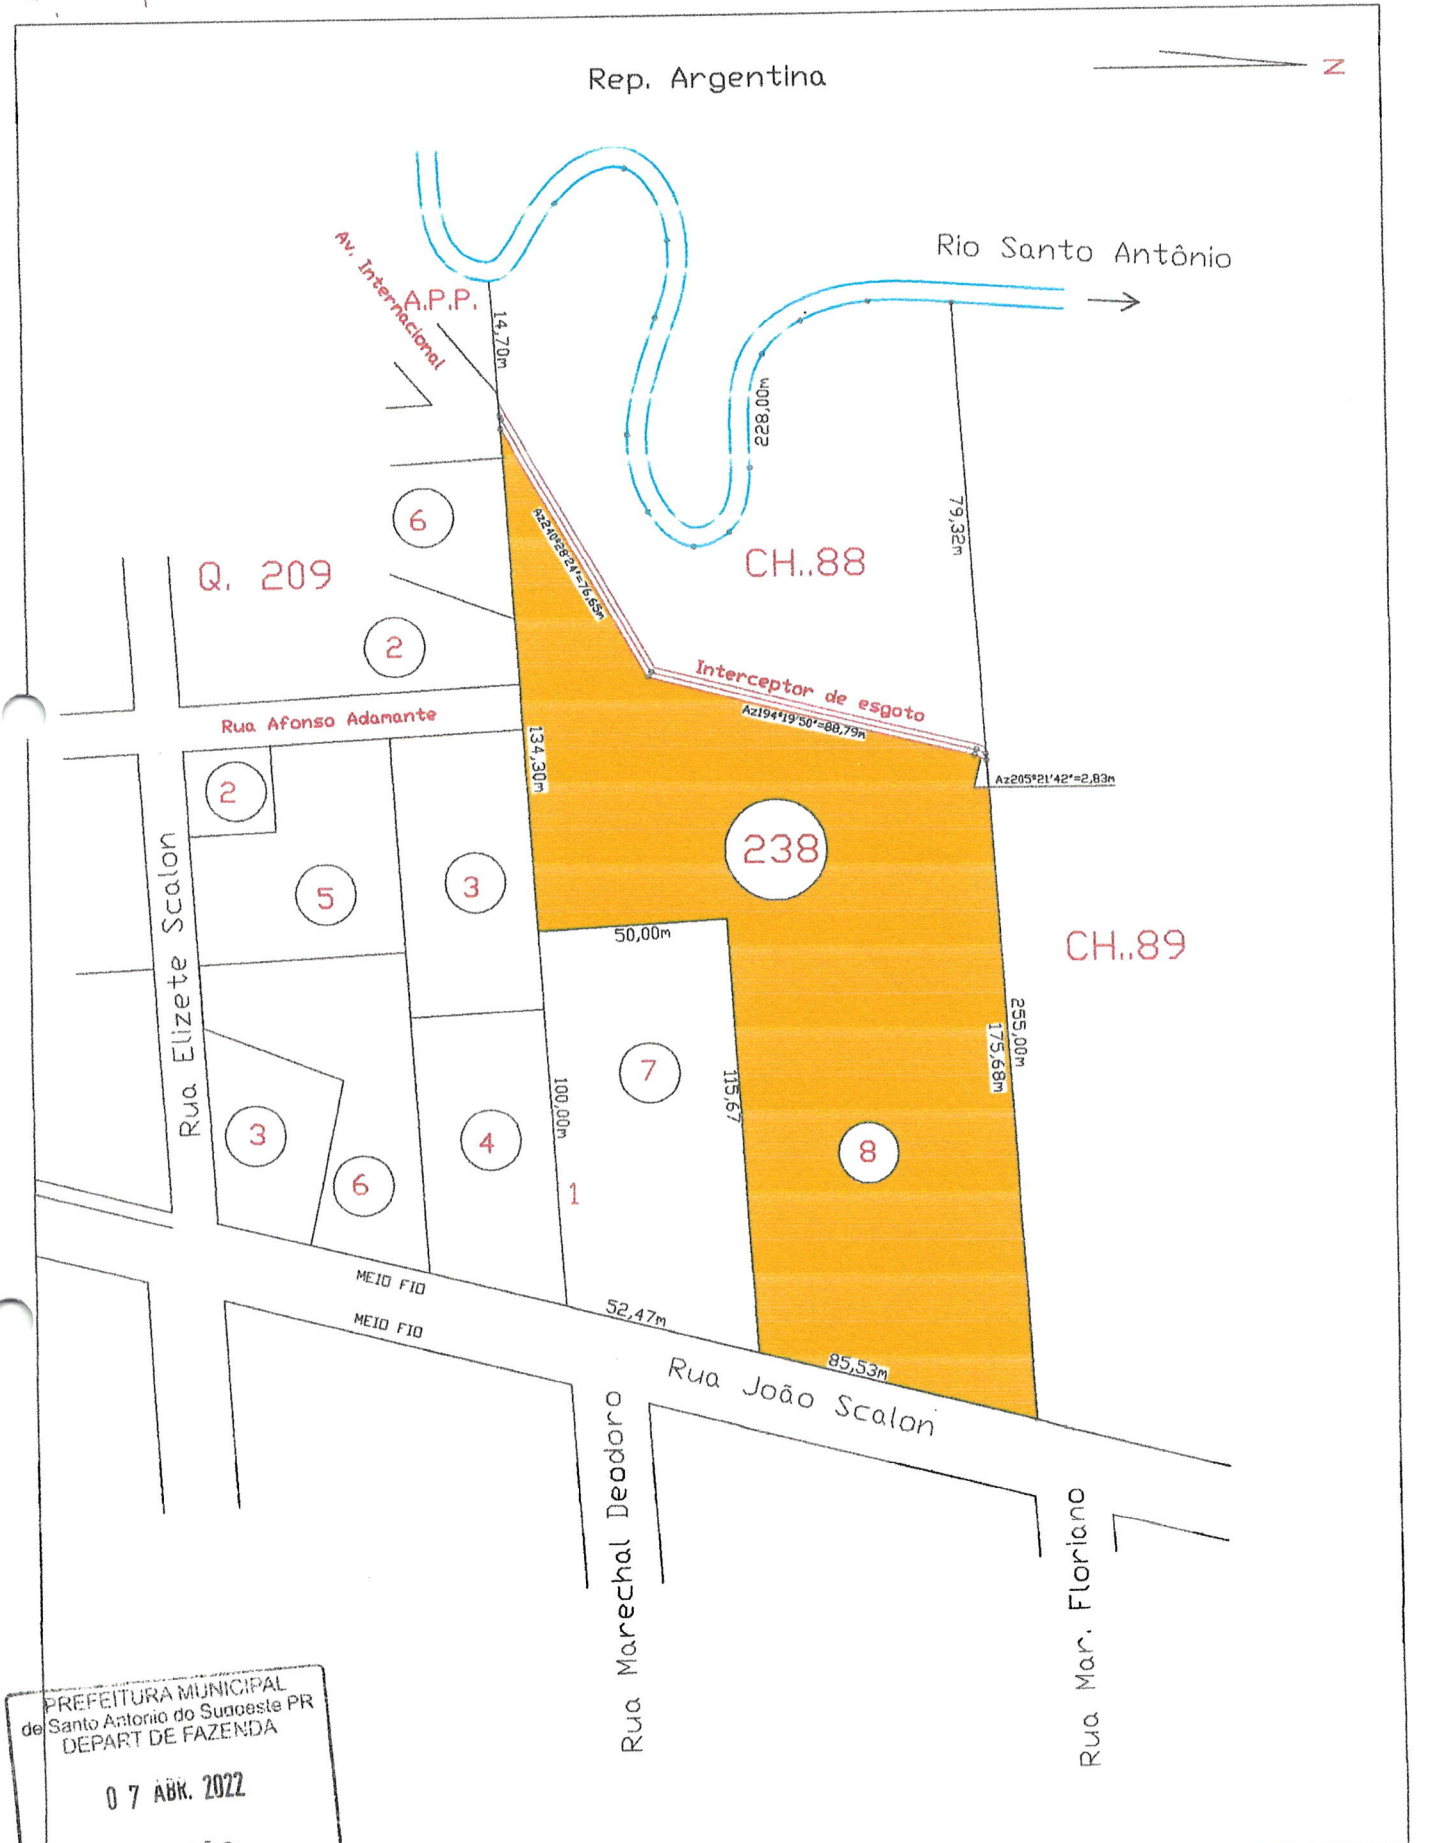 Rep. Argentina
N
Rio Santo Antônio
Av. Internacional
A.P.P.
14,70m
228,00m
79,32m
6
Az240°28'24"=76,65m
CH..88
Q. 209
2
Interceptor de esgoto
Az194°19'50"=88,79m
Rua Afonso Adamante
134,30m
Az205°21'42"=2,83m
2
238
5
3
Rua Elizete Scalon
50,00m
CH..89
255,00m
175,68m
7
115,67
100,00m
3
4
8
6
1
MEIO FIO
MEIO FIO
52,47m
85,53m
Rua João Scalon
Rua Marechal Deodoro
Rua Mar. Floriano
PREFEITURA MUNICIPAL
de Santo Antonio do Sudoeste PR
DEPART DE FAZENDA
07 ABR. 2022